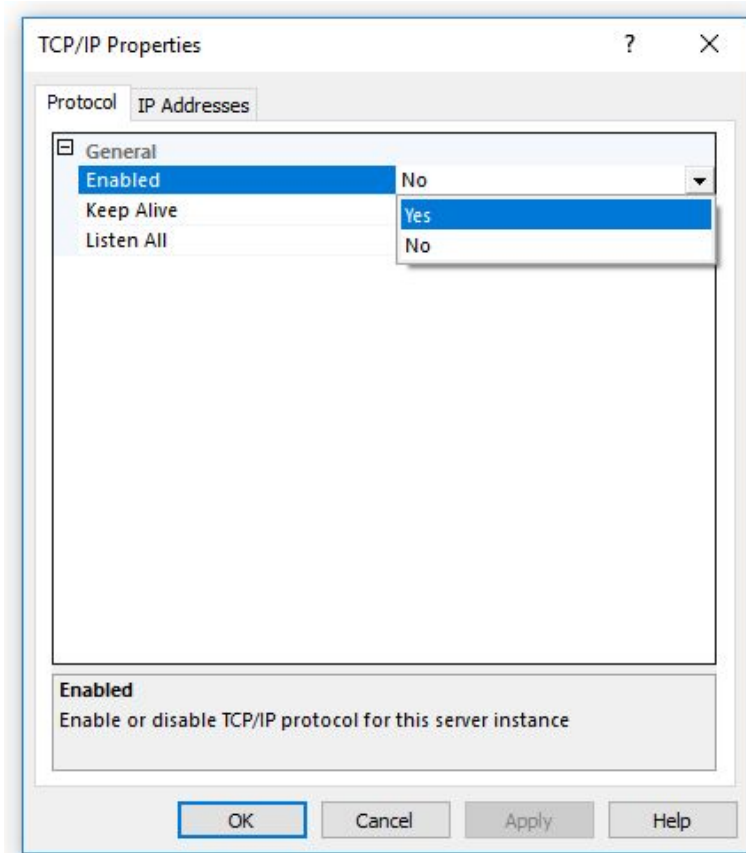 TCP/IP Properties ? X
Protocol IP Addresses
General
Enabled No
Yes
Keep Alive
No
Listen All
Enabled
Enable or disable TCP/IP protocol for this server instance
OK Cancel Apply Help